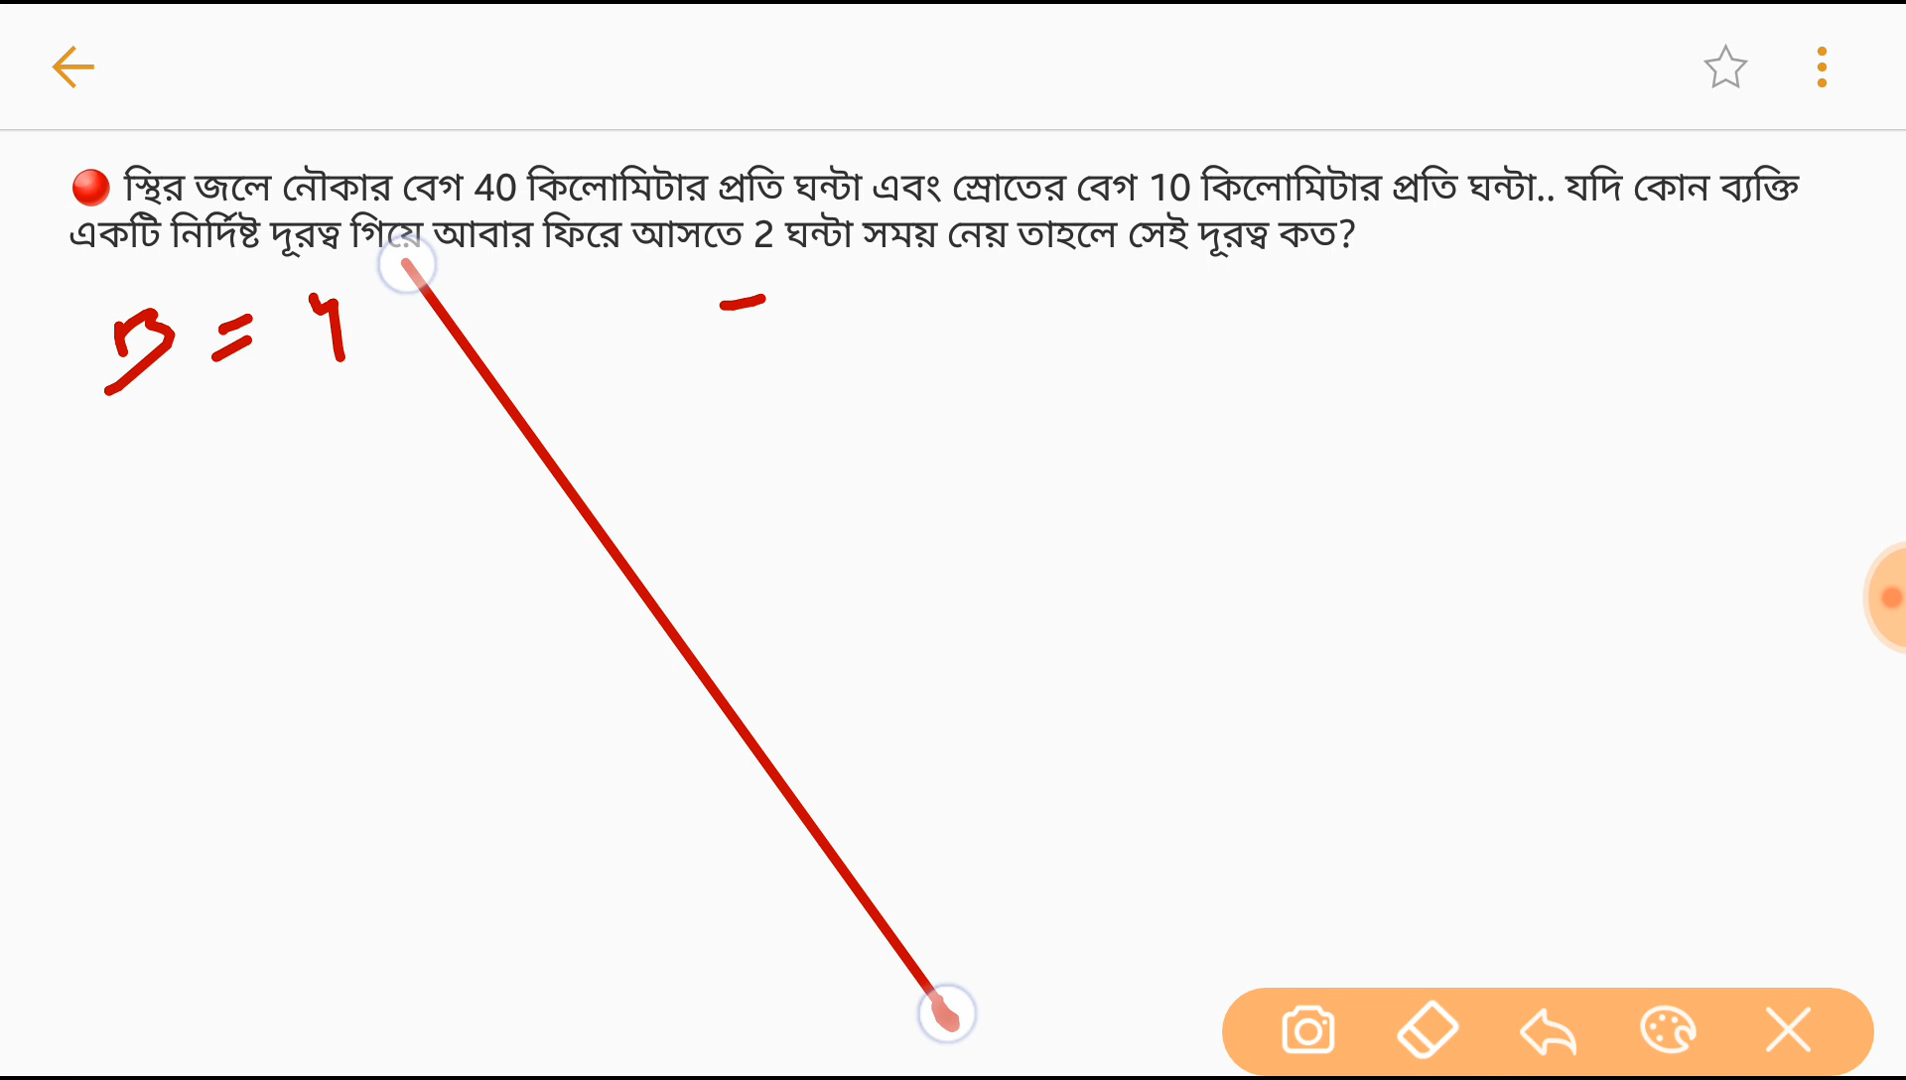 স্থির জলে নৌকার বেগ 40 কিলোমিটার প্রতি ঘন্টা এবং স্রোতের বেগ 10 কিলোমিটার প্রতি ঘন্টা.. যদি কোন ব্যক্তি
একটি নির্দিষ্ট দূরত্ব গিয়ে আবার ফিরে আসতে 2 ঘন্টা সময় নেয় তাহলে সেই দূরত্ব কত?